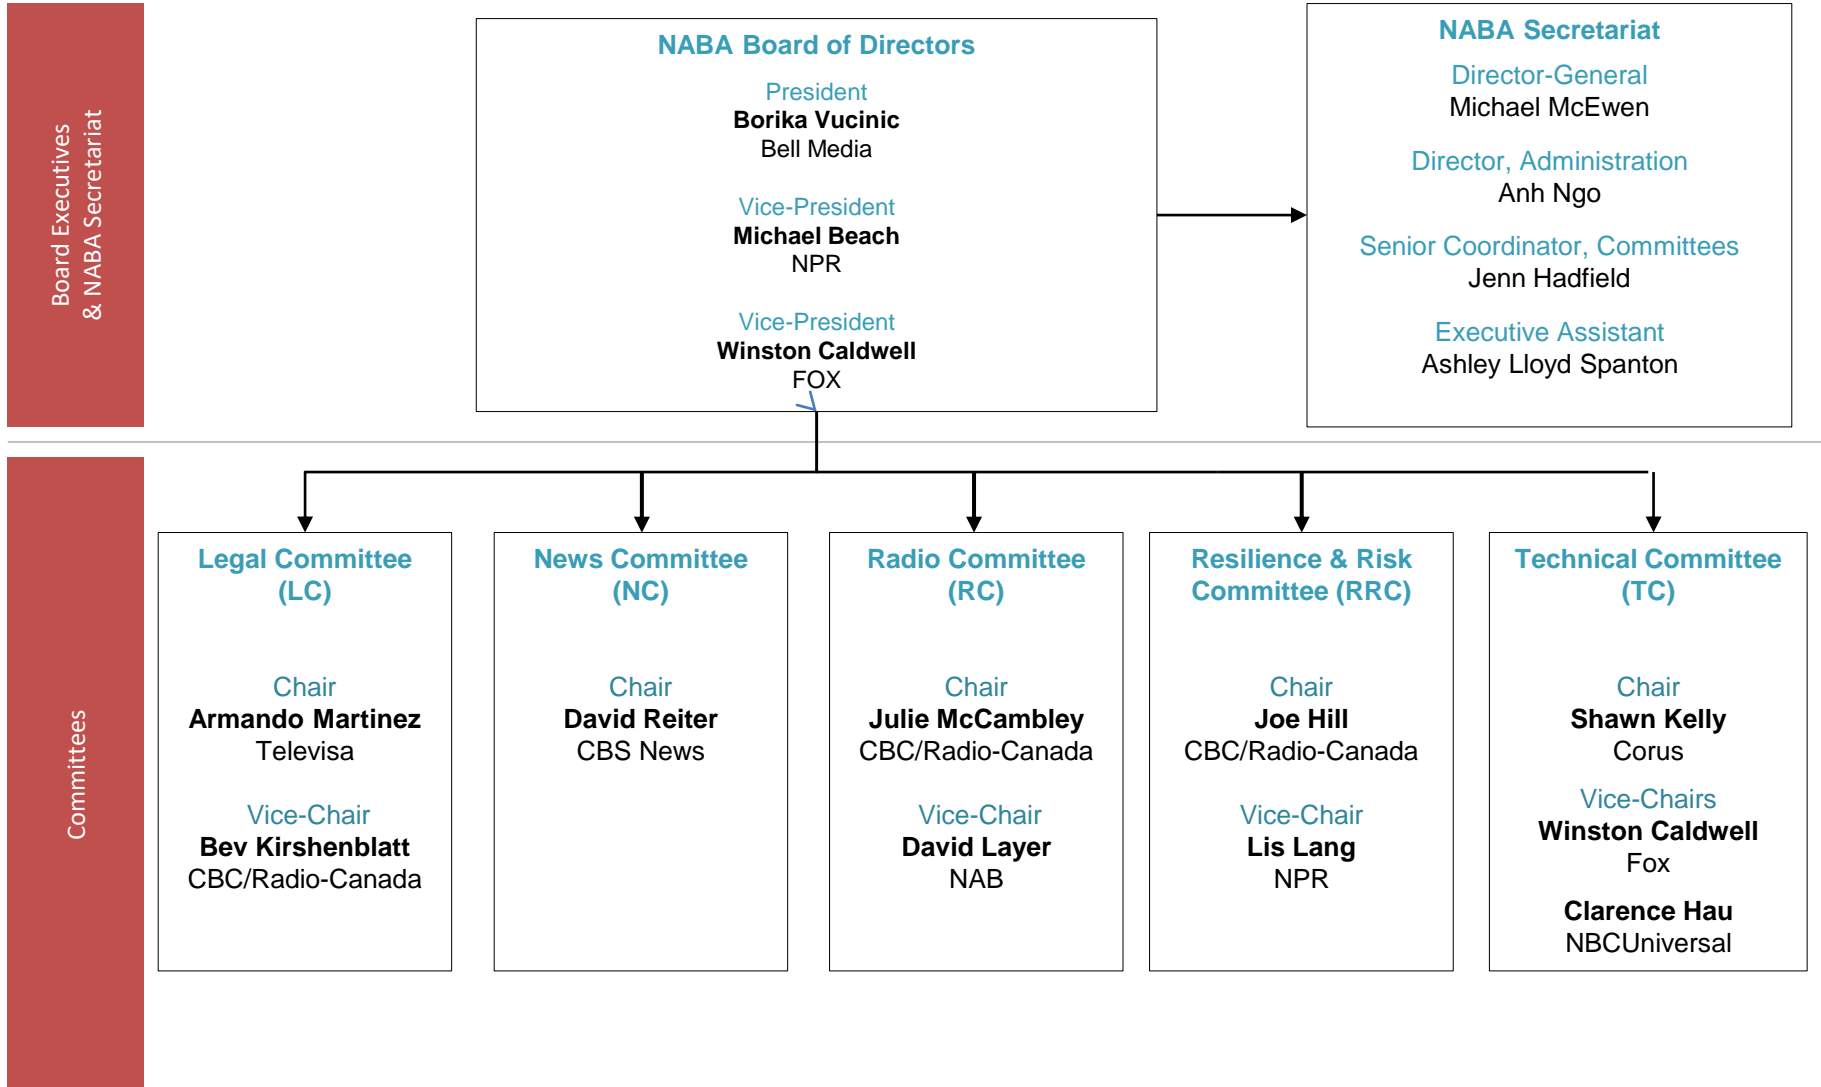 Board Executives
& NABA Secretariat
NABA Board of Directors
President
Borika Vucinic
Bell Media
Vice-President
Michael Beach
NPR
Vice-President
Winston Caldwell
FOX
NABA Secretariat
Director-General
Michael McEwen
Director, Administration
Anh Ngo
Senior Coordinator, Committees
Jenn Hadfield
Executive Assistant
Ashley Lloyd Spanton
Committees
Legal Committee
(LC)
Chair
Armando Martinez
Televisa
Vice-Chair
Bev Kirshenblatt
CBC/Radio-Canada
News Committee
(NC)
Chair
David Reiter
CBS News
Radio Committee
(RC)
Chair
Julie McCambley
CBC/Radio-Canada
Vice-Chair
David Layer
NAB
Resilience & Risk
Committee (RRC)
Chair
Joe Hill
CBC/Radio-Canada
Vice-Chair
Lis Lang
NPR
Technical Committee
(TC)
Chair
Shawn Kelly
Corus
Vice-Chairs
Winston Caldwell
Fox
Clarence Hau
NBCUniversal